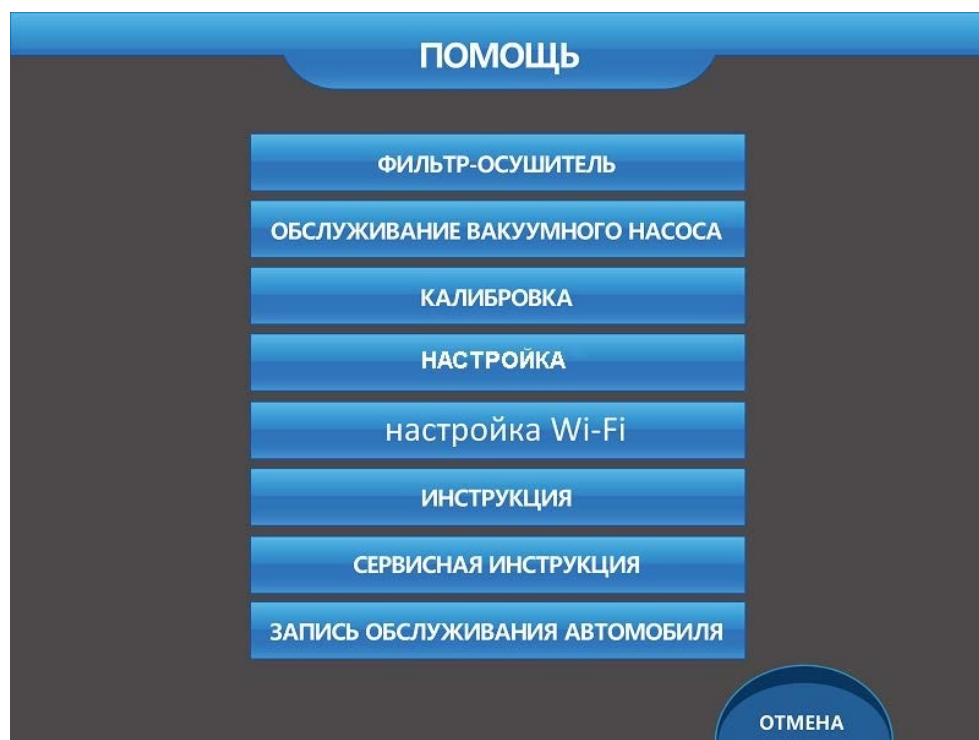 ПОМОЩЬ
ФИЛЬТР-ОСУШИТЕЛЬ
ОБСЛУЖИВАНИЕ ВАКУУМНОГО НАСОСА
КАЛИБРОВКА
НАСТРОЙКА
настройка Wi-Fi
ИНСТРУКЦИЯ
СЕРВИСНАЯ ИНСТРУКЦИЯ
ЗАПИСЬ ОБСЛУЖИВАНИЯ АВТОМОБИЛЯ
ОТМЕНА